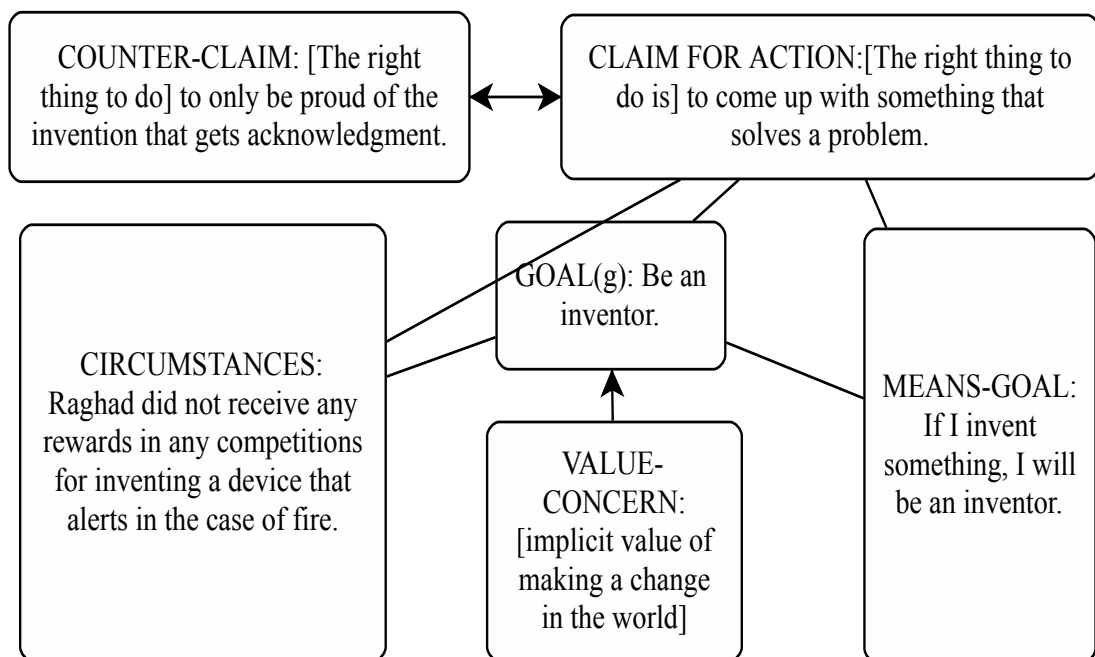 COUNTER-CLAIM: [The right
thing to do] to only be proud of the
invention that gets acknowledgment.
CLAIM FOR ACTION:[The right thing to
do is] to come up with something that
solves a problem.
GOAL(g): Be an
inventor.
CIRCUMSTANCES:
Raghad did not receive any
rewards in any competitions
for inventing a device that
alerts in the case of fire.
VALUE-
CONCERN:
[implicit value of
making a change
in the world]
MEANS-GOAL:
If I invent
something, I will
be an inventor.